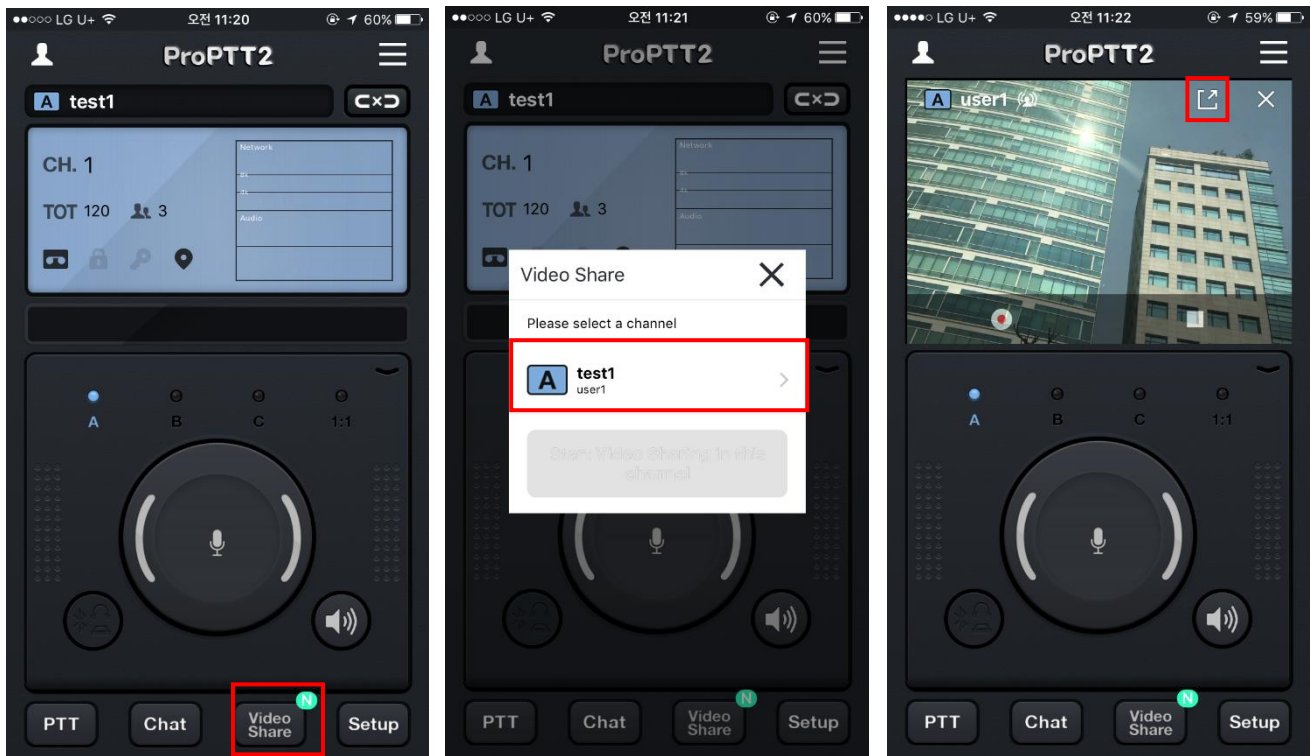 LG U+ 오전 11:20 60%
ProPTT2
A test1
CH. 1
TOT 120 3
Network
Audio
A B C 1:1
N
PTT Chat Video Share Setup
LG U+ 오전 11:21 60%
ProPTT2
A test1
CH. 1
TOT 120 3
Network
Audio
Video Share
Please select a channel
A test1
user1
Start Video Sharing in this
channel
A B C 1:1
N
PTT Chat Video Share Setup
LG U+ 오전 11:22 59%
ProPTT2
A user1
A B C 1:1
N
PTT Chat Video Share Setup